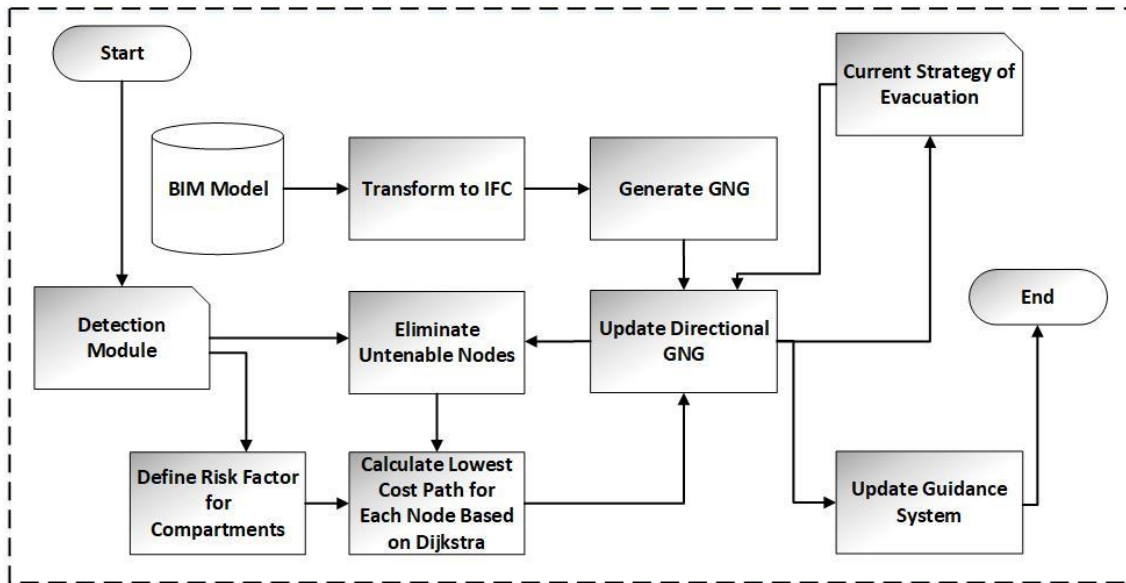 Start
Current Strategy of
Evacuation
BIM Model
Transform to IFC
Generate GNG
Detection
Module
Eliminate
Untenable Nodes
Update Directional
GNG
End
Define Risk Factor
for
Compartments
Calculate Lowest
Cost Path for
Each Node Based
on Dijkstra
Update Guidance
System